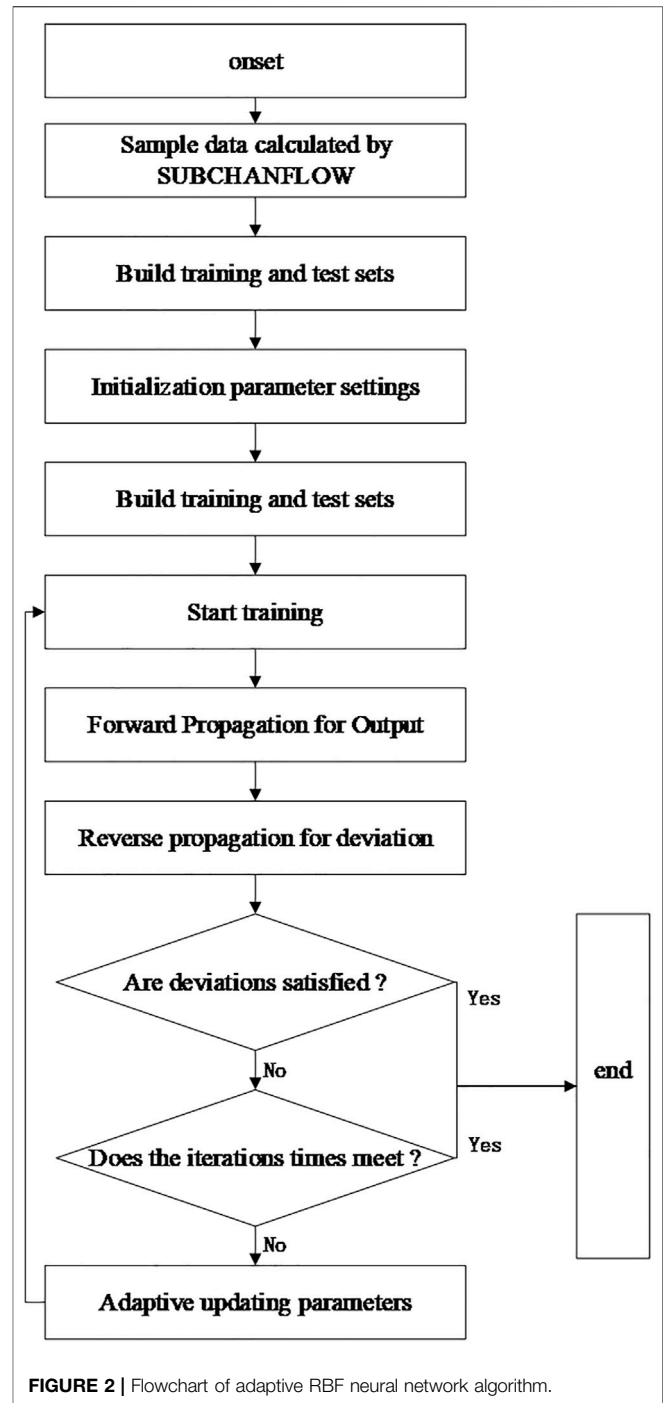 onset
Sample data calculated by
SUBCHANFLOW
Build training and test sets
Initialization parameter settings
Build training and test sets
Start training
Forward Propagation for Output
Reverse propagation for deviation
Are deviations satisfied ?
Yes
No
end
Does the iterations times meet ?
Yes
No
Adaptive updating parameters
FIGURE 2 | Flowchart of adaptive RBF neural network algorithm.